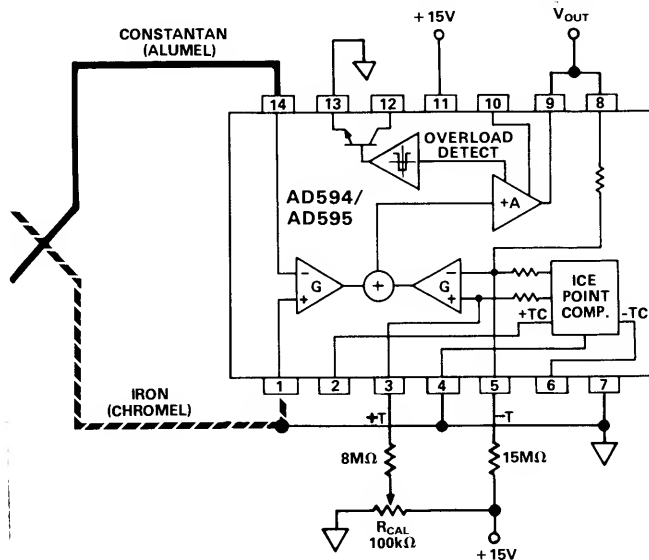 CONSTANTAN
(ALUMEL)
+15V
VOUT
14
13
12
11
10
9
8
OVERLOAD
DETECT
AD594/
AD595
+A
-
G
+
+
G
-
+
ICE
POINT
COMP.
+TC
-TC
1
2
3
4
5
6
7
IRON
(CHROMEL)
+T
-T
8MΩ
15MΩ
RCAL
100kΩ
+15V